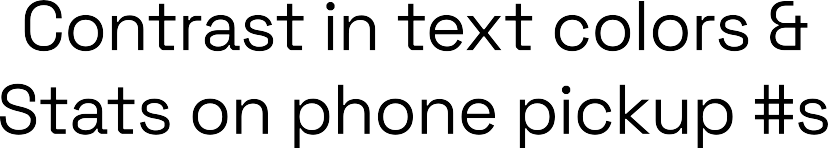 Contrast in text colors &
Stats on phone pickup #s